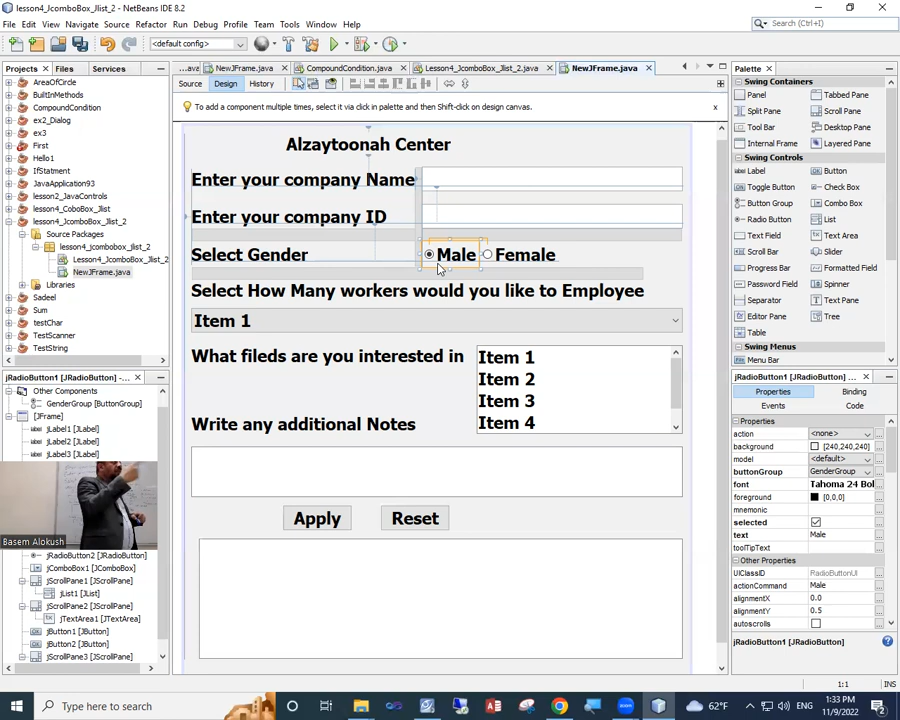 lesson4_JcomboBox_Jlist_2 - NetBeans IDE 8.2
File Edit View Navigate Source Refactor Run Debug Profile Team Tools Window Help
<default config>
Search (Ctrl+I)
Projects Files Services
AreaOfCircle
BuiltInMethods
CompoundCondition
ex2_Dialog
ex3
First
Hello1
IfStatment
JavaApplication93
lesson2_JavaControls
lesson4_CoboBox_Jlist
lesson4_JcomboBox_Jlist_2
Source Packages
lesson4_jcombobox_jlist_2
Lesson4_JcomboBox_Jlist_2
NewJFrame.java
Libraries
Sadeel
Sum
testChar
TestScanner
TestString
...ava NewJFrame.java CompoundCondition.java Lesson4_JcomboBox_Jlist_2.java NewJFrame.java
Source Design History
To add a component multiple times, select it via click in palette and then Shift-click on design canvas. x
Alzaytoonah Center
Enter your company Name
Enter your company ID
Select Gender Male Female
Select How Many workers would you like to Employee
Item 1
What fileds are you interested in
Item 1
Item 2
Item 3
Item 4
Write any additional Notes
Apply Reset
Palette
Swing Containers
Panel Tabbed Pane
Split Pane Scroll Pane
Tool Bar Desktop Pane
Internal Frame Layered Pane
Swing Controls
Label Button
Toggle Button Check Box
Button Group Combo Box
Radio Button List
Text Field Text Area
Scroll Bar Slider
Progress Bar Formatted Field
Password Field Spinner
Separator Text Pane
Editor Pane Tree
Table
Swing Menus
Menu Bar
jRadioButton1 [JRadioButton] -...
Other Components
GenderGroup [ButtonGroup]
[JFrame]
jLabel1 [JLabel]
jLabel2 [JLabel]
jLabel3 [JLabel]
Basem Alokush
jRadioButton2 [JRadioButton]
jComboBox1 [JComboBox]
jScrollPane1 [JScrollPane]
jList1 [JList]
jScrollPane2 [JScrollPane]
jTextArea1 [JTextArea]
jButton1 [JButton]
jButton2 [JButton]
jScrollPane3 [JScrollPane]
jRadioButton1 [JRadioButton] ...
Properties Binding
Events Code
Properties
action <none>
background [240,240,240]
model <default>
buttonGroup GenderGroup
font Tahoma 24 Bol
foreground [0,0,0]
mnemonic
selected
text Male
toolTipText
Other Properties
UIClassID RadioButtonUI
actionCommand Male
alignmentX 0.0
alignmentY 0.5
autoscrolls
jRadioButton1 [JRadioButton]
1:1 INS
Type here to search
62°F
ENG
1:33 PM
11/9/2022
2